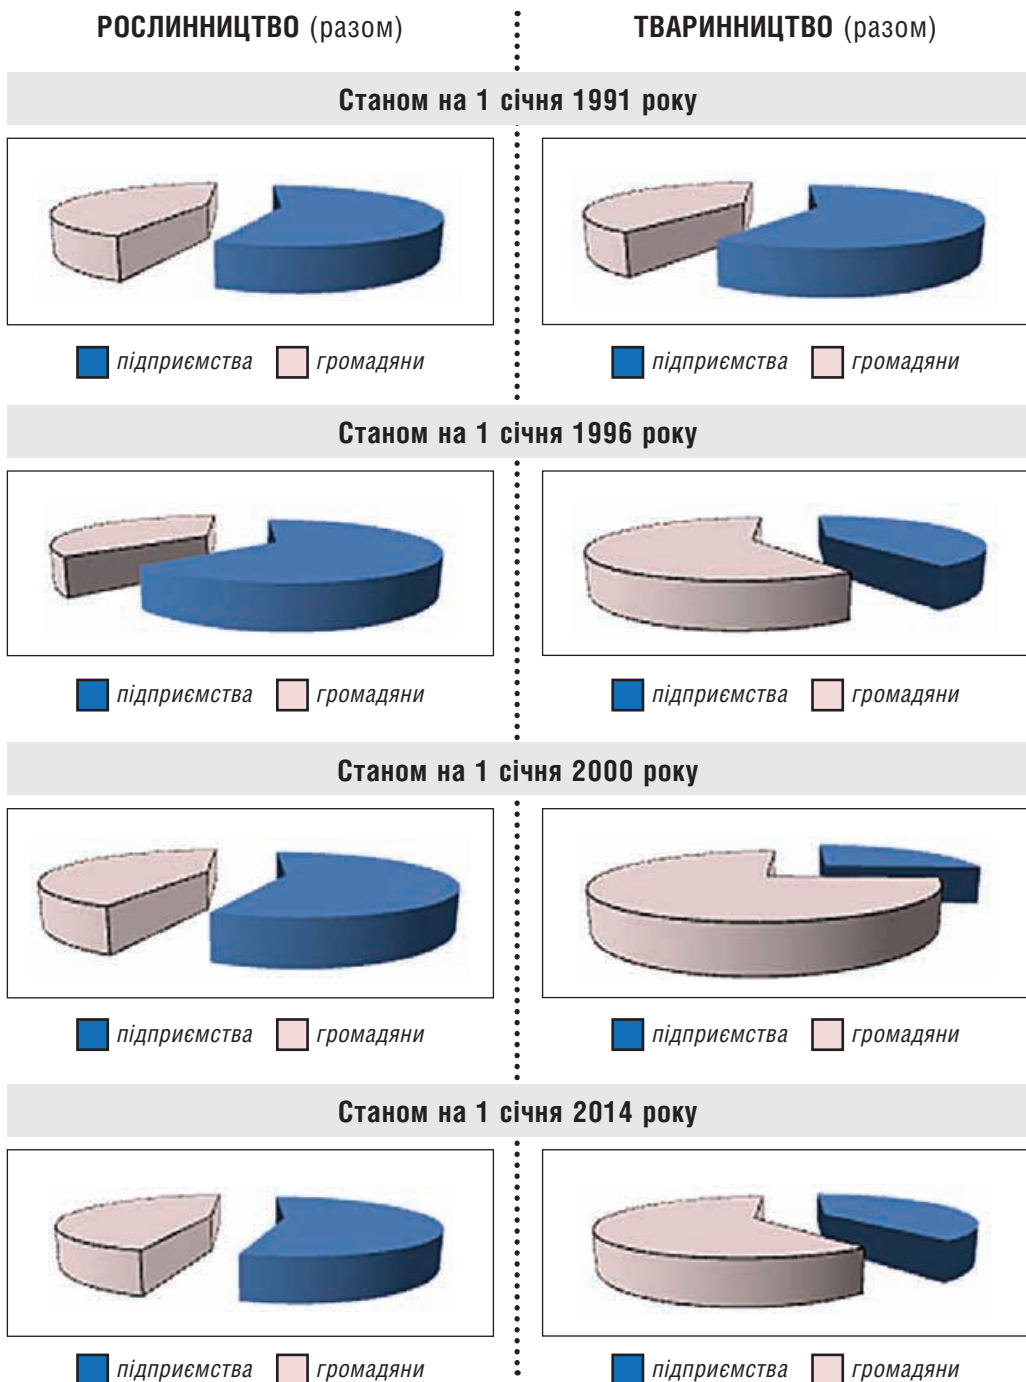 РОСЛИННИЦТВО (разом)
ТВАРИННИЦТВО (разом)
Станом на 1 січня 1991 року
підприємства громадяни
підприємства громадяни
Станом на 1 січня 1996 року
підприємства громадяни
підприємства громадяни
Станом на 1 січня 2000 року
підприємства громадяни
підприємства громадяни
Станом на 1 січня 2014 року
підприємства громадяни
підприємства громадяни